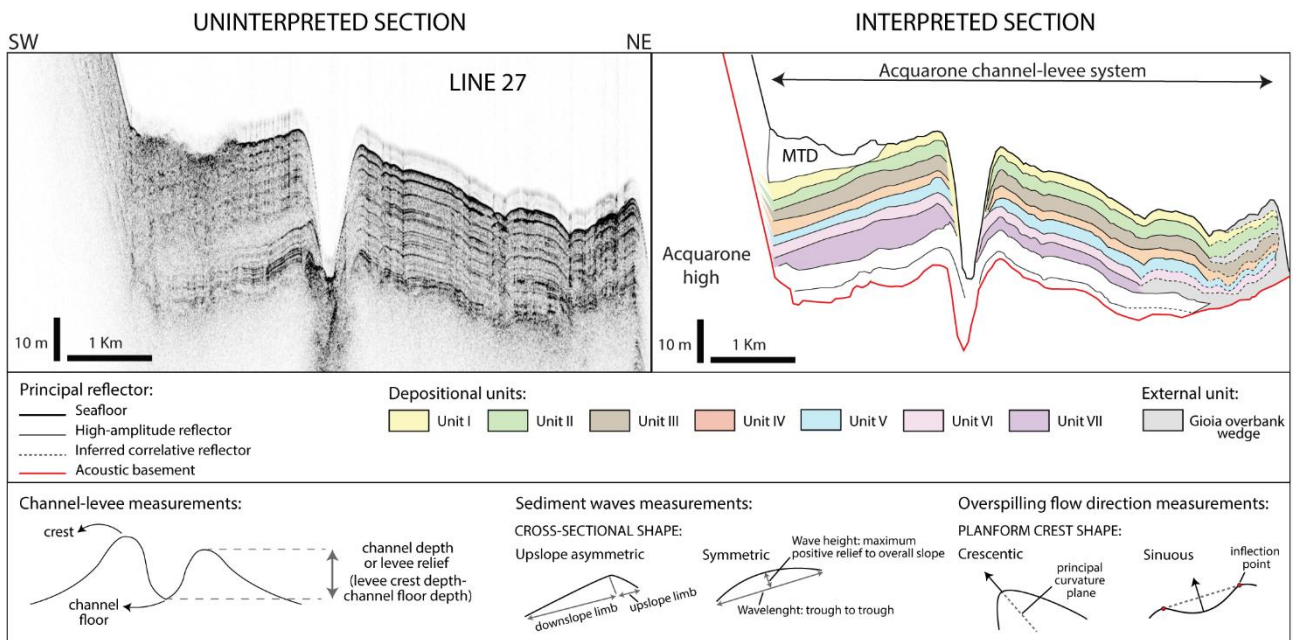 UNINTERPRETED SECTION
INTERPRETED SECTION
SW
NE
LINE 27
10 m
1 Km
Acquarone channel-levee system
MTD
Acquarone
high
10 m
1 Km
Principal reflector:
Seafloor
High-amplitude reflector
Inferred correlative reflector
Acoustic basement
Depositional units:
Unit I
Unit II
Unit III
Unit IV
Unit V
Unit VI
Unit VII
External unit:
Gioia overbank
wedge
Channel-levee measurements:
crest
channel
floor
channel depth
or levee relief
(levee crest depth-
channel floor depth)
Sediment waves measurements:
CROSS-SECTIONAL SHAPE:
Upslope asymmetric
downslope limb
upslope limb
Symmetric
Wave height: maximum
positive relief to overall slope
Wavelenght: trough to trough
Overspilling flow direction measurements:
PLANFORM CREST SHAPE:
Crescentic
principal
curvature
plane
Sinuous
inflection
point